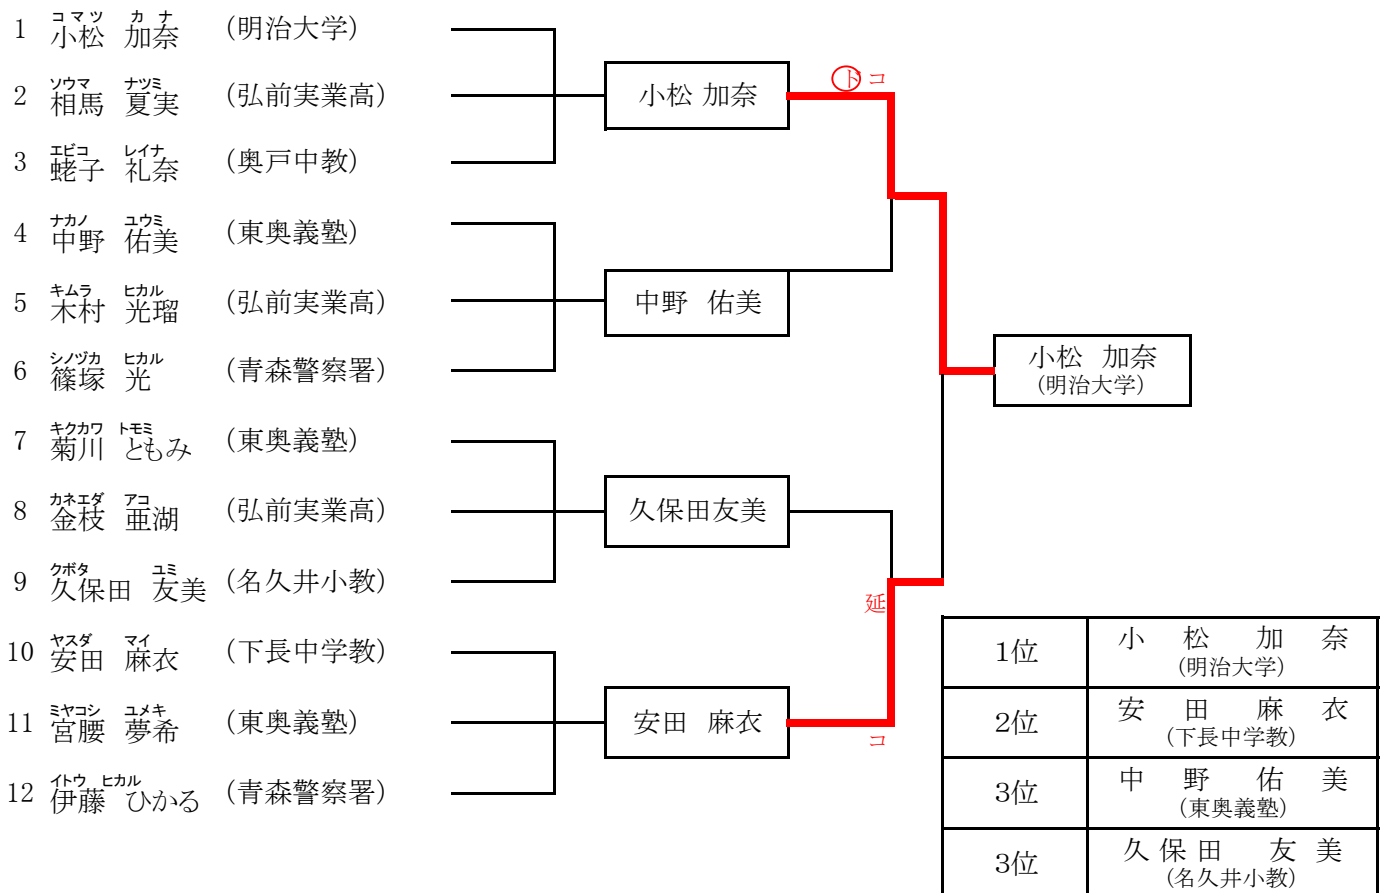 コマツ カ ナ
1 小松 加奈 (明治大学)
ソウマ ナツミ
2 相馬 夏実 (弘前実業高)
エビコ レイナ
3 蛯子 礼奈 (奥戸中教)
ナカノ ユウミ
4 中野 佑美 (東奥義塾)
キムラ ヒカル
5 木村 光瑠 (弘前実業高)
シノヅカ ヒカル
6 篠塚 光 (青森警察署)
キクカワ トモミ
7 菊川 ともみ (東奥義塾)
カネエダ アコ
8 金枝 亜湖 (弘前実業高)
クボタ ユミ
9 久保田 友美 (名久井小教)
ヤスダ マイ
10 安田 麻衣 (下長中学教)
ミヤコシ ユメキ
11 宮腰 夢希 (東奥義塾)
イトウ ヒカル
12 伊藤 ひかる (青森警察署)
小松 加奈
中野 佑美
久保田友美
安田 麻衣
ド コ
延
コ
小松 加奈
(明治大学)
1位 小松加奈
(明治大学)
2位 安田麻衣
(下長中学教)
3位 中野佑美
(東奥義塾)
3位 久保田 友美
(名久井小教)